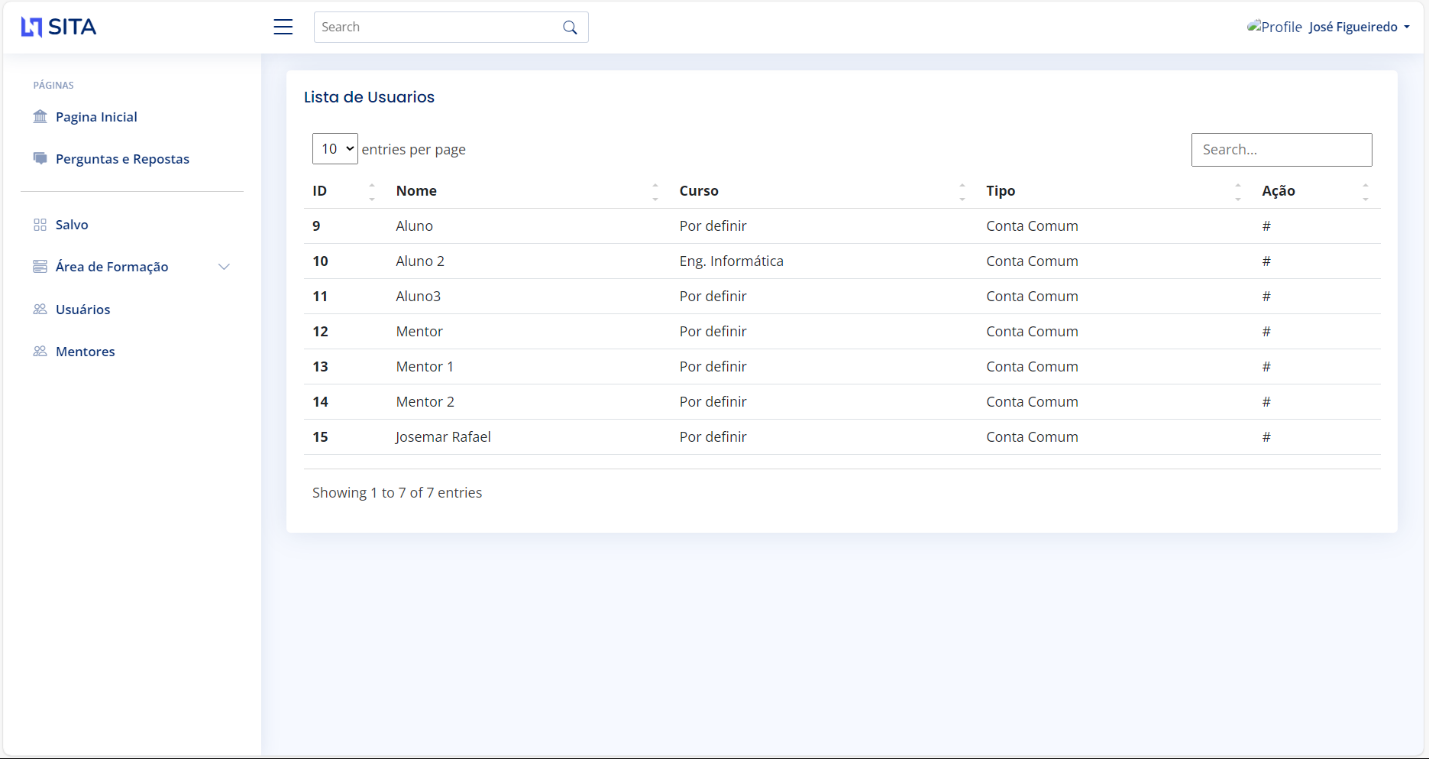 SITA
Search
Profile José Figueiredo
PÁGINAS
Pagina Inicial
Perguntas e Repostas
Salvo
Área de Formação
Usuários
Mentores
Lista de Usuarios
10 entries per page
Search...
ID Nome Curso Tipo Ação
9 Aluno Por definir Conta Comum #
10 Aluno 2 Eng. Informática Conta Comum #
11 Aluno3 Por definir Conta Comum #
12 Mentor Por definir Conta Comum #
13 Mentor 1 Por definir Conta Comum #
14 Mentor 2 Por definir Conta Comum #
15 Josemar Rafael Por definir Conta Comum #
Showing 1 to 7 of 7 entries